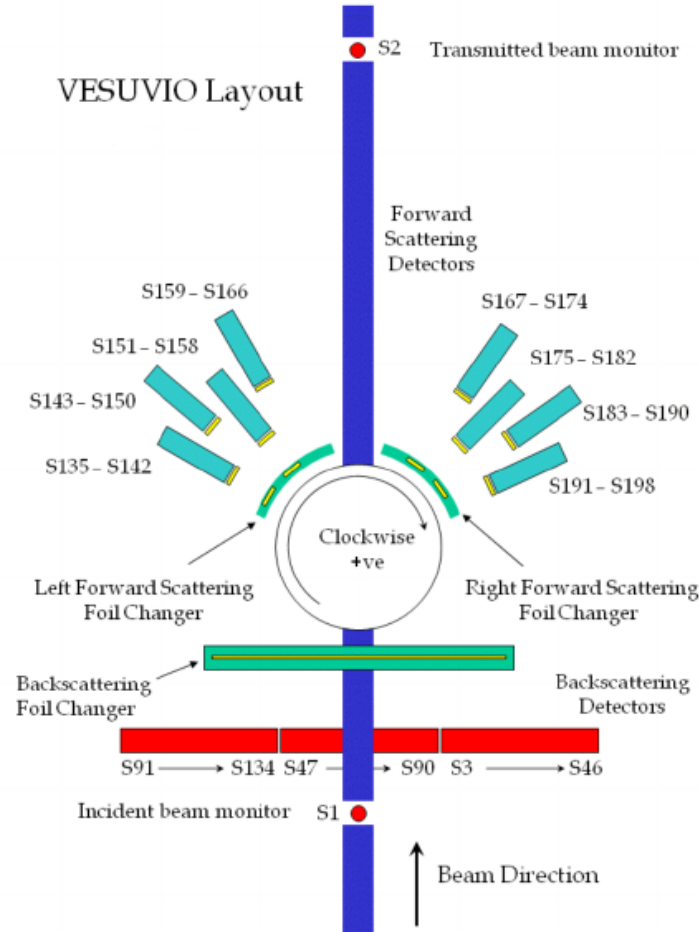 S2 Transmitted beam monitor
VESUVIO Layout
Forward
Scattering
Detectors
S159 – S166
S167 – S174
S151 – S158
S175 – S182
S143 – S150
S183 – S190
S135 – S142
S191 – S198
Clockwise
+ve
Left Forward Scattering
Foil Changer
Right Forward Scattering
Foil Changer
Backscattering
Foil Changer
Backscattering
Detectors
S91 → S134 S47 → S90 S3 → S46
Incident beam monitor S1
Beam Direction